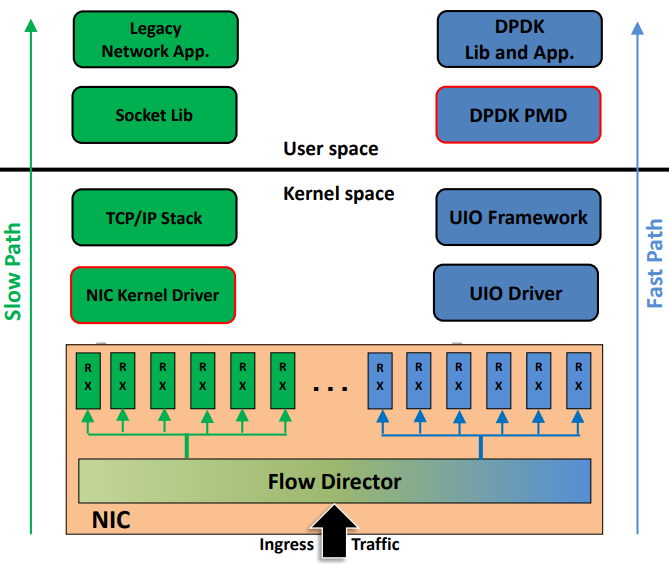 Legacy
Network App.
DPDK
Lib and App.
Socket Lib
DPDK PMD
User space
Kernel space
TCP/IP Stack
UIO Framework
NIC Kernel Driver
UIO Driver
Slow Path
Fast Path
R
X
R
X
R
X
R
X
R
X
R
X
. . .
R
X
R
X
R
X
R
X
R
X
R
X
Flow Director
NIC
Ingress Traffic